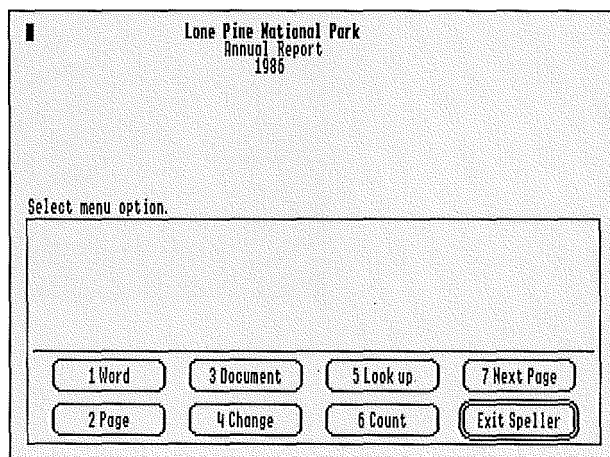 Lone Pine National Park
Annual Report
1986
Select menu option.
1 Word 3 Document 5 Look up 7 Next Page
2 Page 4 Change 6 Count Exit Speller